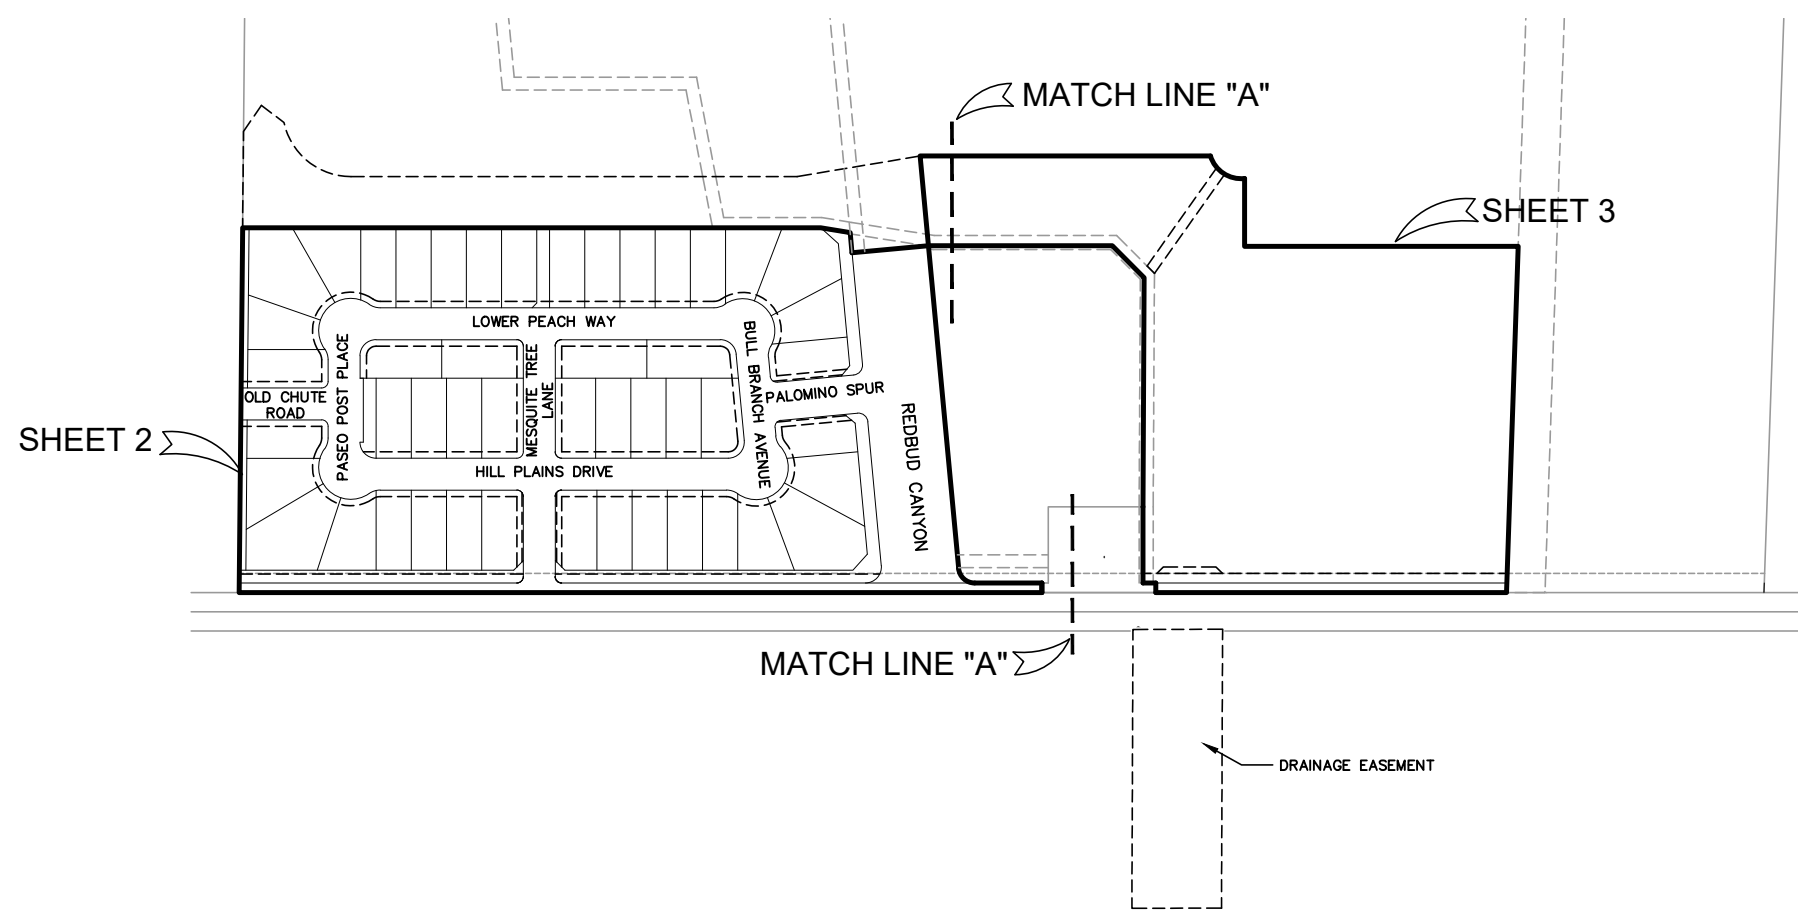 MATCH LINE "A"
SHEET 3
LOWER PEACH WAY
BULL BRANCH AVENUE
PASEO POST PLACE
MESQUITE TREE
LANE
OLD CHUTE
ROAD
PALOMINO SPUR
REDBUD CANYON
SHEET 2
HILL PLAINS DRIVE
MATCH LINE "A"
DRAINAGE EASEMENT